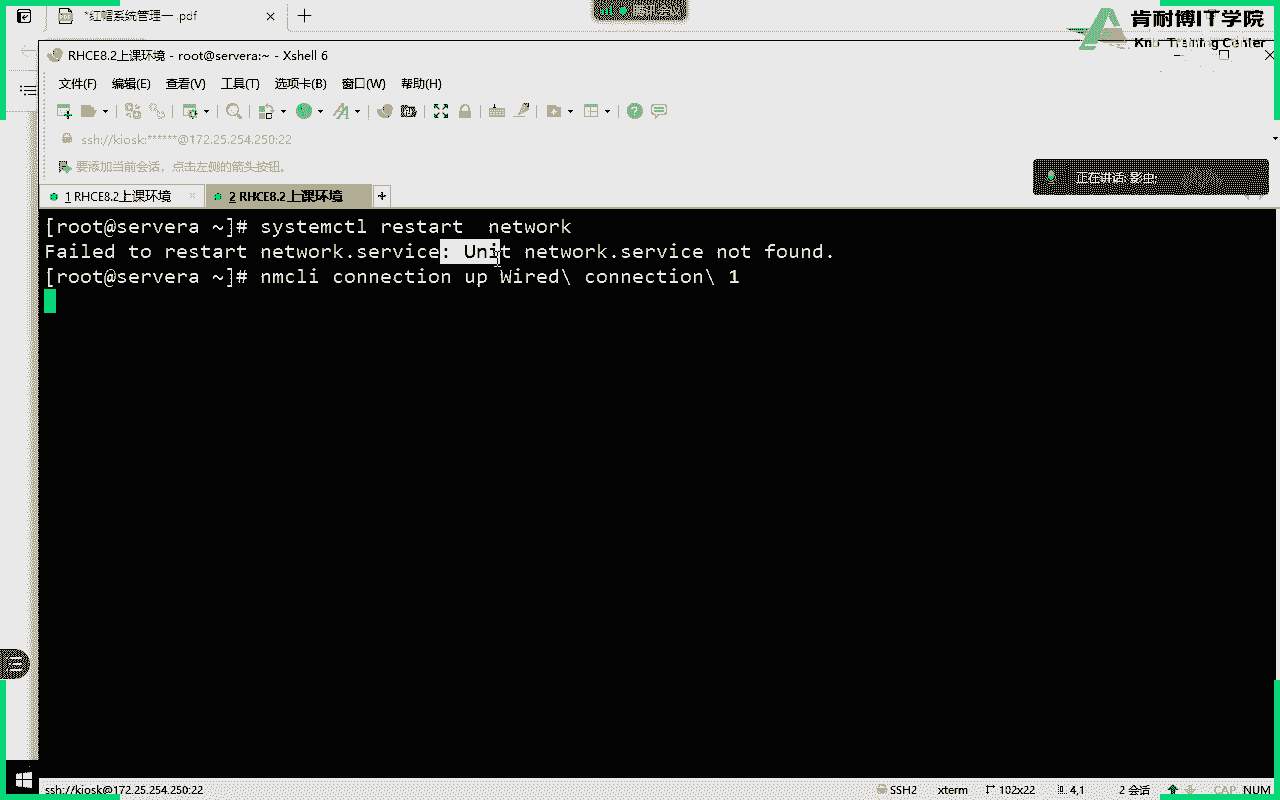 *红帽系统管理一 .pdf
腾讯会议
肯耐博IT学院
Knb Training Center
RHCE8.2上课环境 - root@servera:~ - Xshell 6
文件(F) 编辑(E) 查看(V) 工具(T) 选项卡(B) 窗口(W) 帮助(H)
ssh://kiosk:******@172.25.254.250:22
要添加当前会话，点击左侧的箭头按钮。
正在讲话: 影虫;
1 RHCE8.2上课环境
2 RHCE8.2上课环境
[root@servera ~]# systemctl restart  network
Failed to restart network.service: Unit network.service not found.
[root@servera ~]# nmcli connection up Wired\ connection\ 1
ssh://kiosk@172.25.254.250:22
SSH2 xterm 102x22 4,1 2 会话 CAP NUM